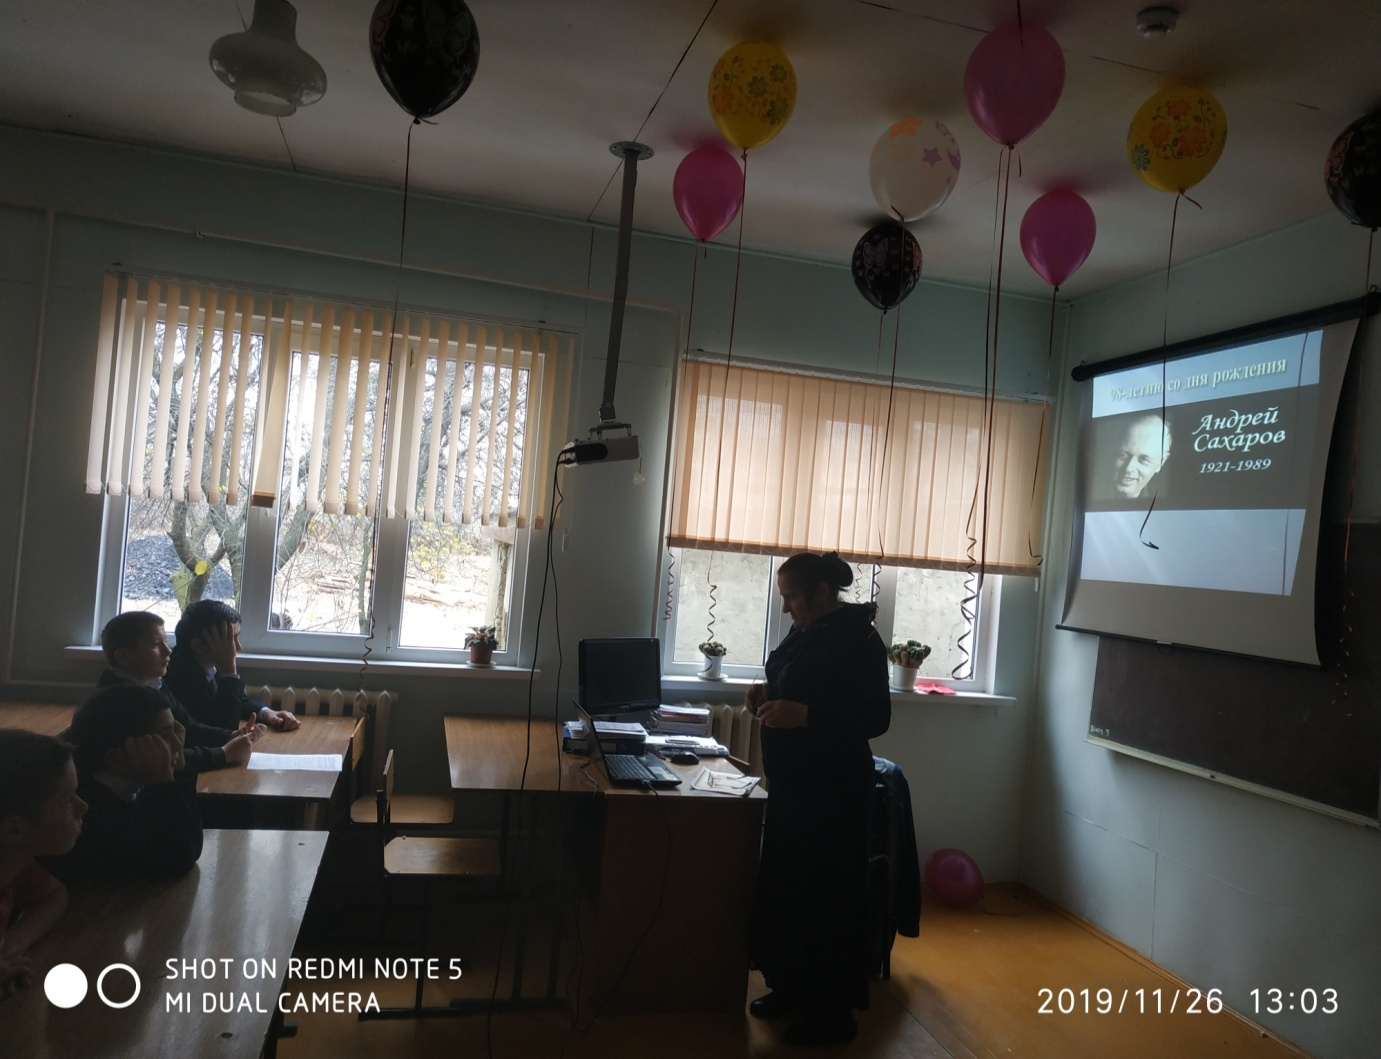 98-летию со дня рождения
Андрей
Сахаров
1921-1989
SHOT ON REDMI NOTE 5
MI DUAL CAMERA
2019/11/26 13:03